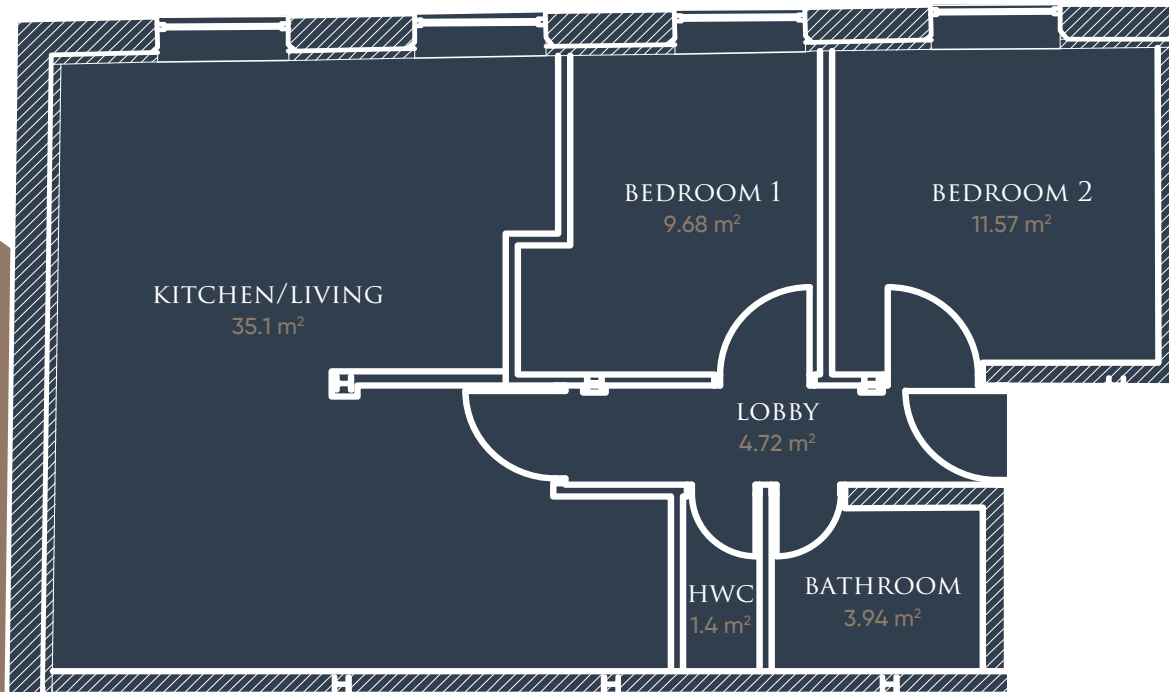 BEDROOM 1
9.68 m²
BEDROOM 2
11.57 m²
KITCHEN/LIVING
35.1 m²
LOBBY
4.72 m²
HWC
1.4 m²
BATHROOM
3.94 m²